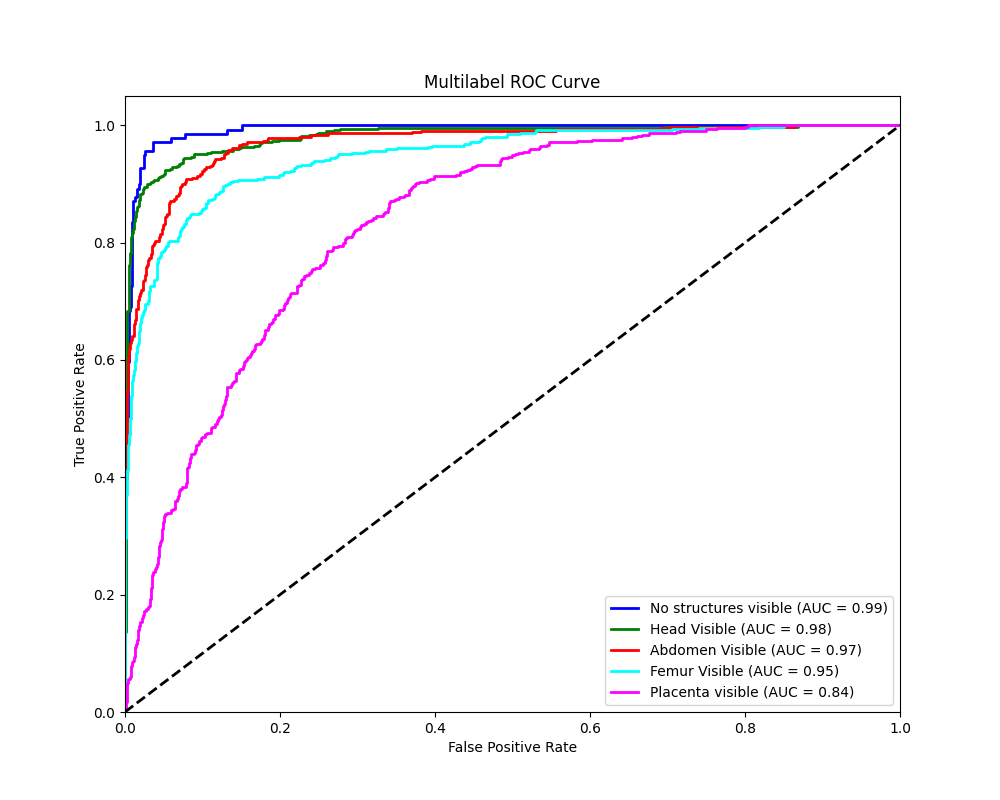 Multilabel ROC Curve
1.0
0.8
0.6
0.4
0.2
0.0
True Positive Rate
No structures visible (AUC = 0.99)
Head Visible (AUC = 0.98)
Abdomen Visible (AUC = 0.97)
Femur Visible (AUC = 0.95)
Placenta visible (AUC = 0.84)
0.0 0.2 0.4 0.6 0.8 1.0
False Positive Rate